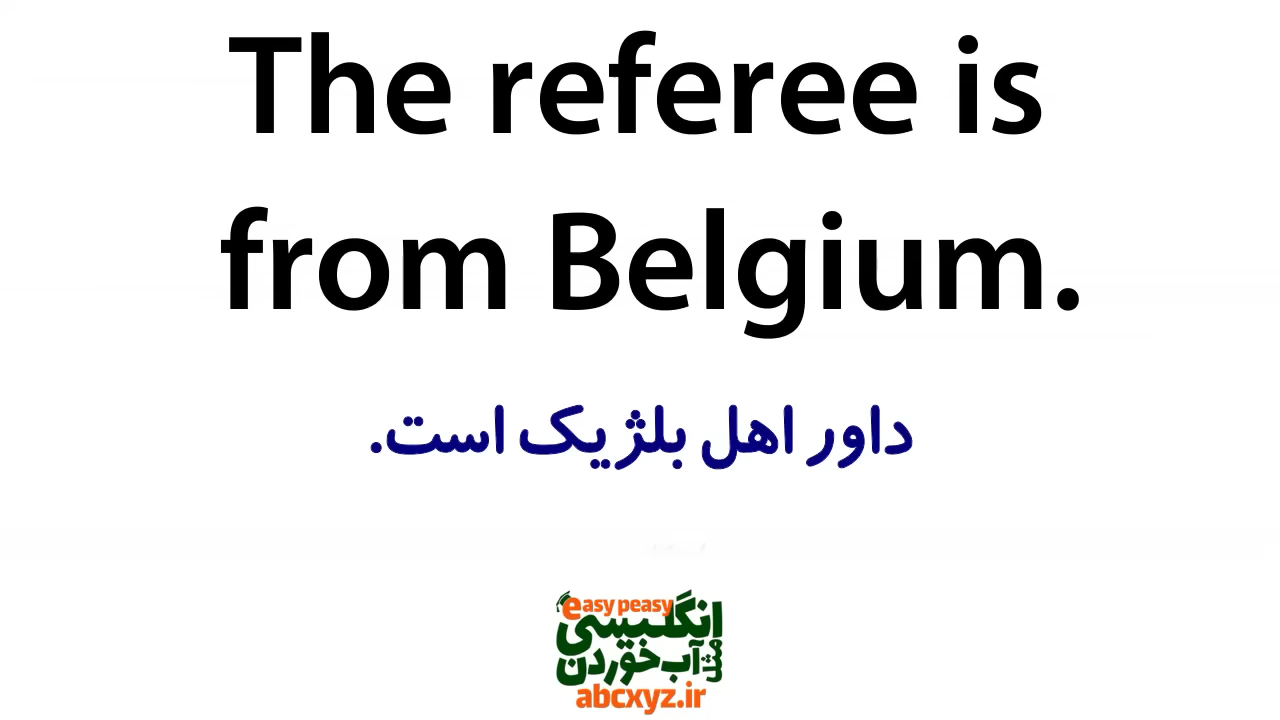 The referee is
from Belgium.
داور اهل بلژیک است.
easy peasy
انگلیسی
مثل آب خوردن
abcxyz.ir